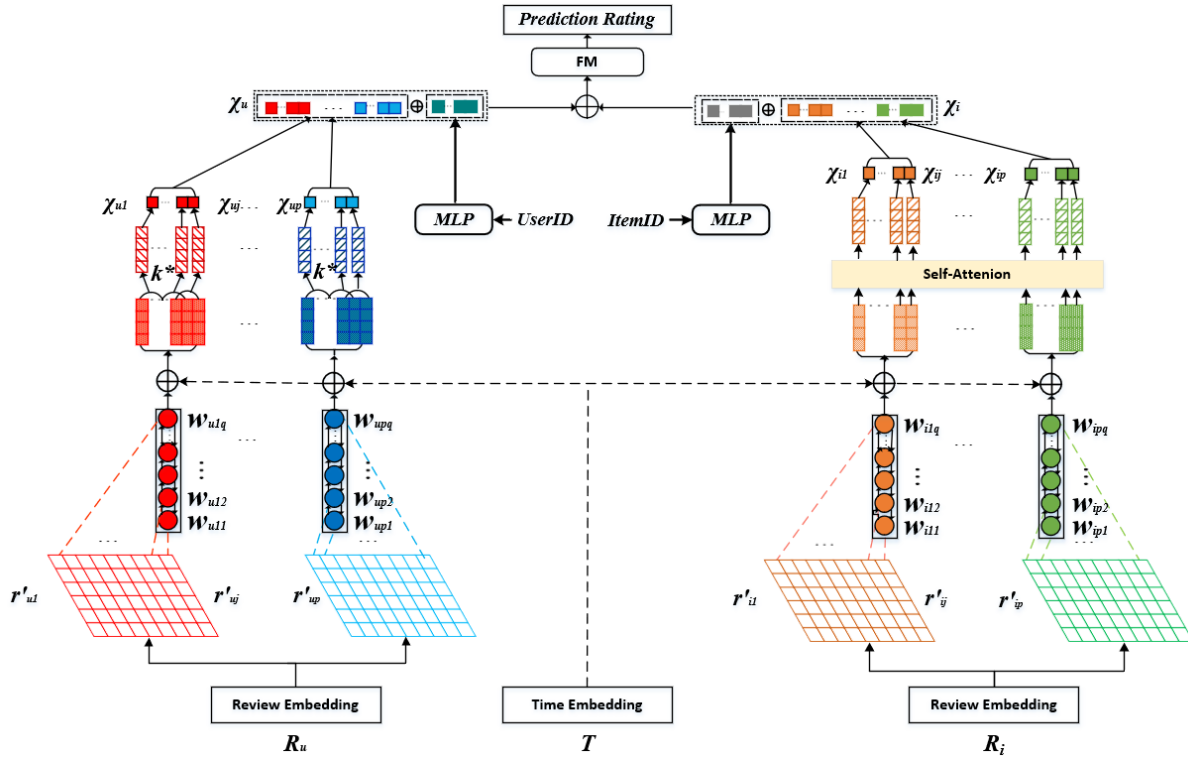 Prediction Rating
FM
χu ... ... ... ⊕ ... ... ⊕ ... ... ... χi
χi1 ... ... χij ... ... χip ... ...
χu1 ... ... χuj ... ... χup ... ...
MLP UserID ItemID MLP
... ... ... ...
k* k*
Self-Attenion
... ... ... ... ... ...
wu1q ... wupq wi1q ... wipq
⋮ ⋮ ⋮ ⋮
wu12 wup2 wi12 wip2
wu11 wup1 wi11 wip1
... ... ... ...
r'u1 r'uj r'up r'i1 r'ij r'ip
Review Embedding Time Embedding Review Embedding
Ru T Ri